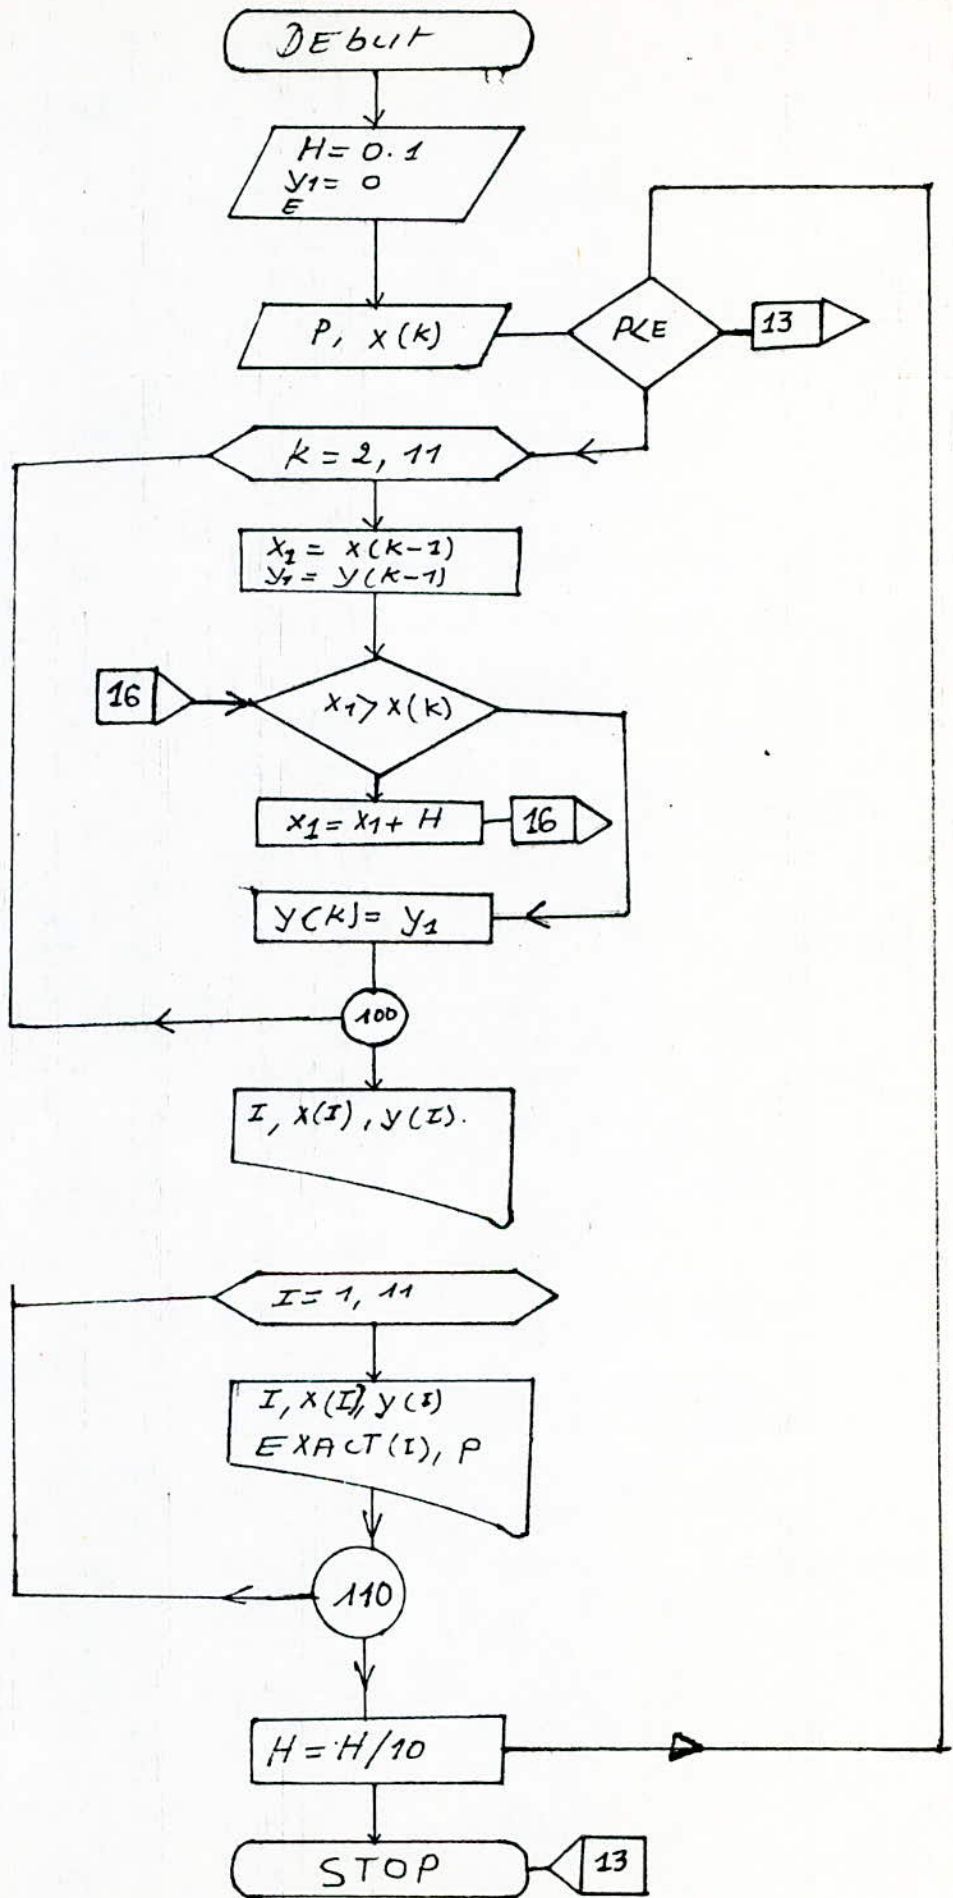 DEbut
H = 0.1
y1 = 0
E
P, x(k)
P<E
13
k = 2, 11
x1 = x(k-1)
y1 = y(k-1)
16
x1 > x(k)
x1 = x1 + H
16
y(k) = y1
100
I, x(I), y(I).
I = 1, 11
I, x(I), y(I)
EXACT(I), P
110
H = H/10
STOP
13